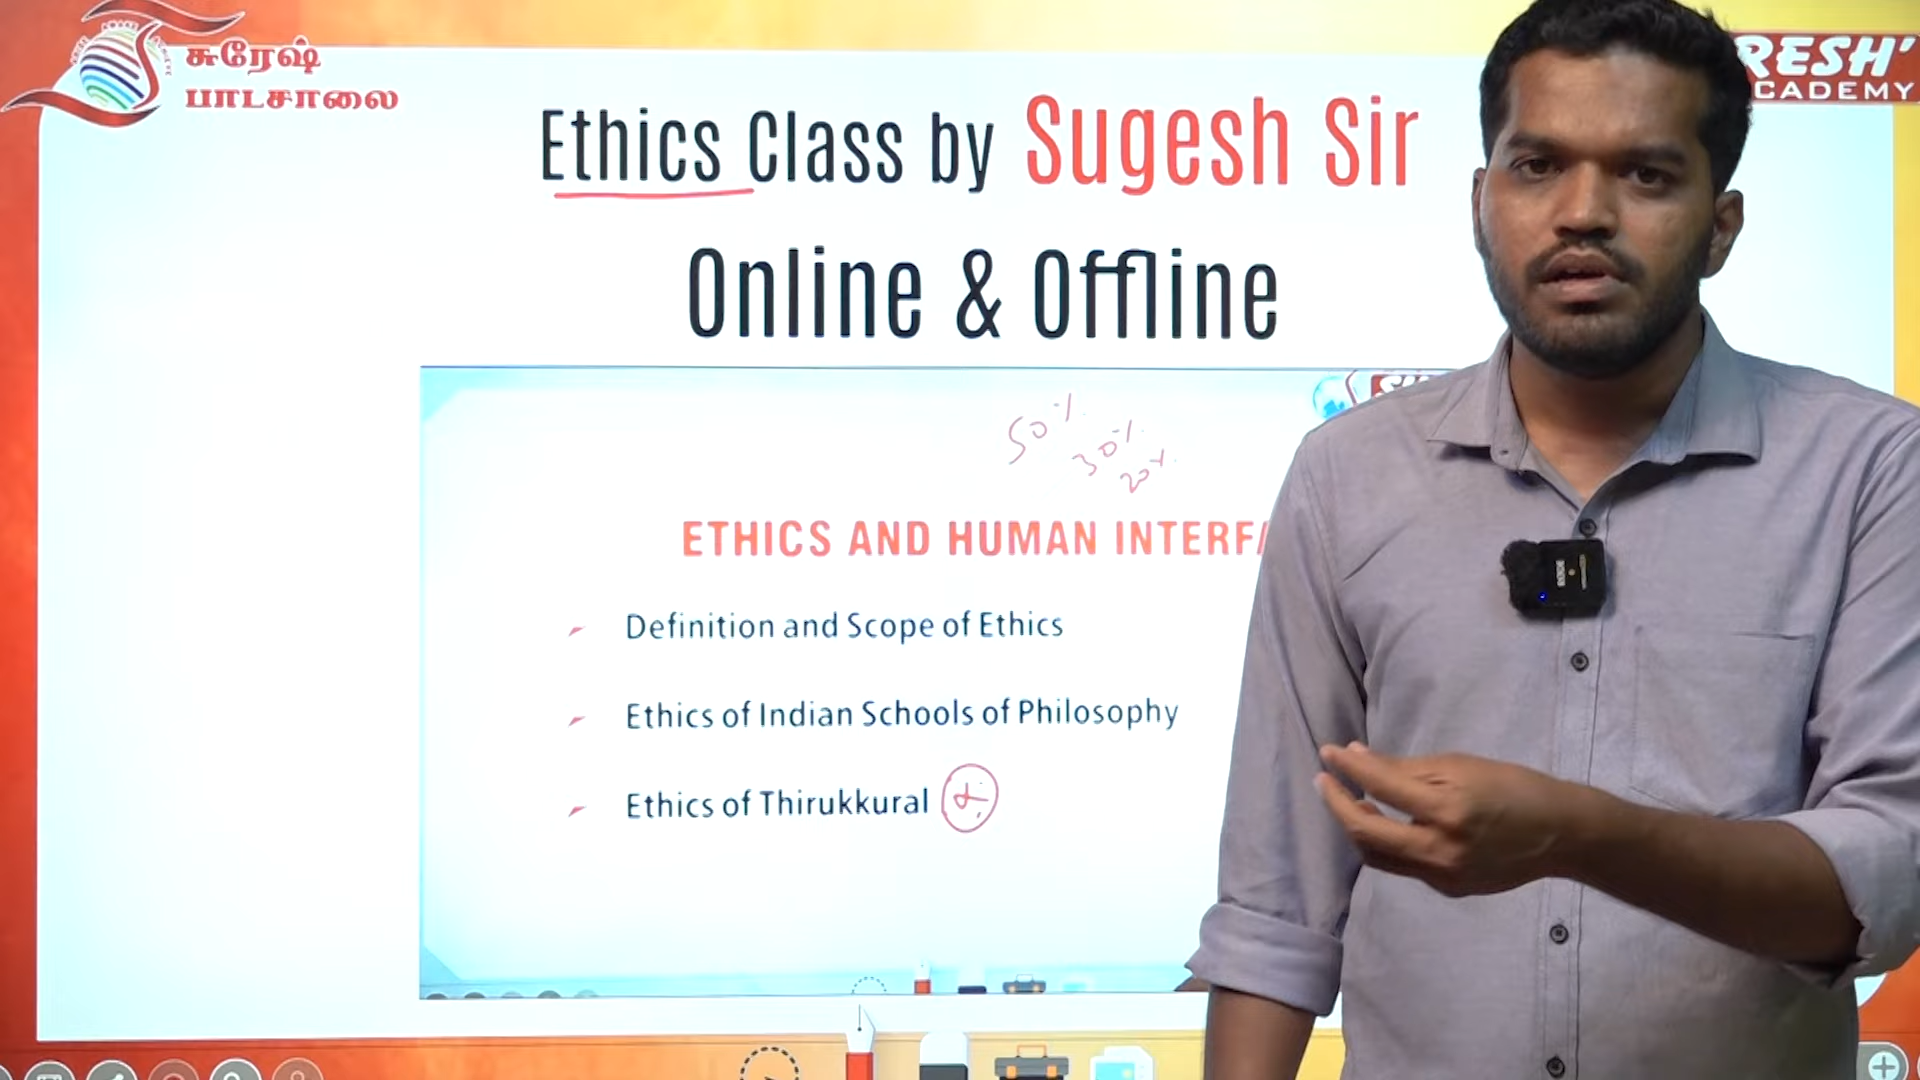 சுரேஷ்
பாடசாலை
RESH'
CADEMY
Ethics Class by Sugesh Sir
Online & Offline
50%
30%
20%
ETHICS AND HUMAN INTERFA
Definition and Scope of Ethics
Ethics of Indian Schools of Philosophy
Ethics of Thirukkural